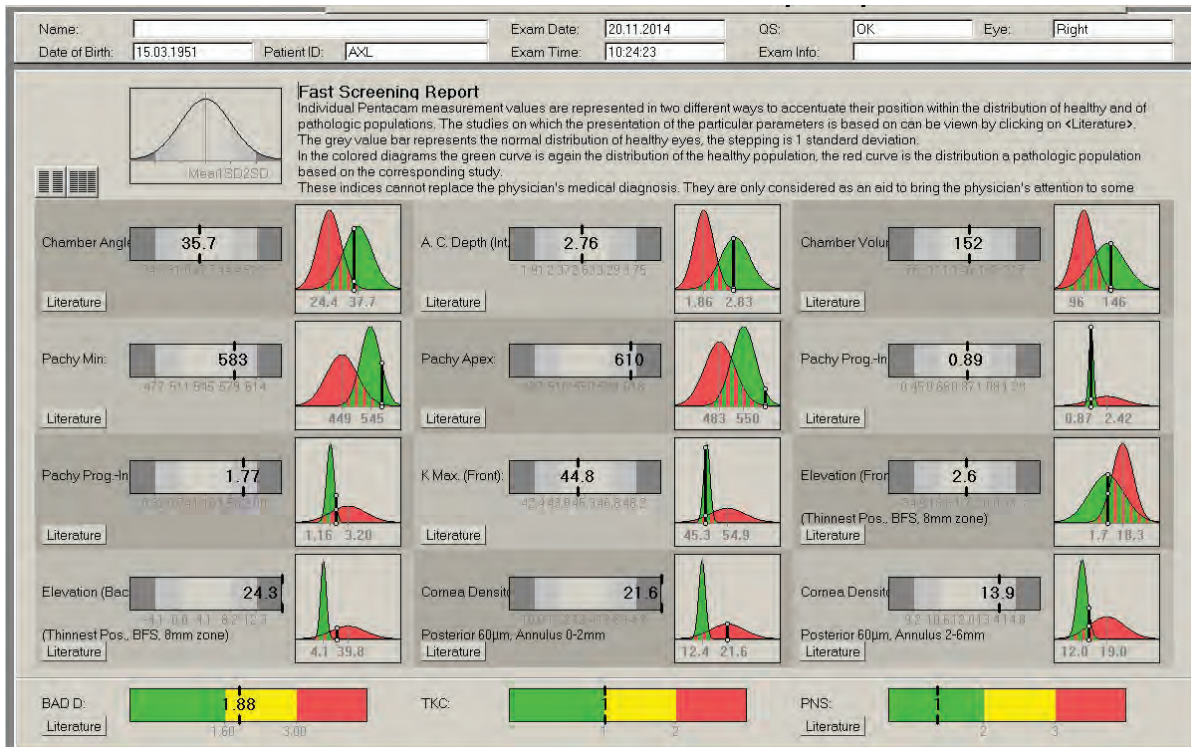 Name:
Exam Date: 20.11.2014
QS: OK
Eye: Right
Date of Birth: 15.03.1951
Patient ID: AXL
Exam Time: 10:24:23
Exam Info:
Fast Screening Report
Individual Pentacam measurement values are represented in two different ways to accentuate their position within the distribution of healthy and of
pathologic populations. The studies on which the presentation of the particular parameters is based on can be viewn by clicking on <Literature>.
The grey value bar represents the normal distribution of healthy eyes, the stepping is 1 standard deviation.
In the colored diagrams the green curve is again the distribution of the healthy population, the red curve is the distribution a pathologic population
based on the corresponding study.
These indices cannot replace the physician's medical diagnosis. They are only considered as an aid to bring the physician's attention to some
Chamber Angle
35.7
24.4 37.7
Literature
A. C. Depth (Int.
2.76
1.86 2.83
Literature
Chamber Volu
152
96 146
Literature
Pachy Min:
583
477 511 545 579 614
449 545
Literature
Pachy Apex:
610
483 550
Literature
Pachy Prog.-In
0.89
0.87 2.42
Literature
Pachy Prog.-In
1.77
1.16 3.20
Literature
K Max. (Front):
44.8
45.3 54.9
Literature
Elevation (Fron
2.6
(Thinnest Pos., BFS, 8mm zone)
1.7 18.3
Literature
Elevation (Bac
24.3
-4.1 0.0 4.1 8.2 12.3
(Thinnest Pos., BFS, 8mm zone)
4.1 39.8
Literature
Cornea Densit
21.6
Posterior 60µm, Annulus 0-2mm
12.4 21.6
Literature
Cornea Densit
13.9
Posterior 60µm, Annulus 2-6mm
12.0 19.0
Literature
BAD D:
1.88
1.60 3.00
Literature
TKC:
1
1 2
PNS:
1
2 3
Literature